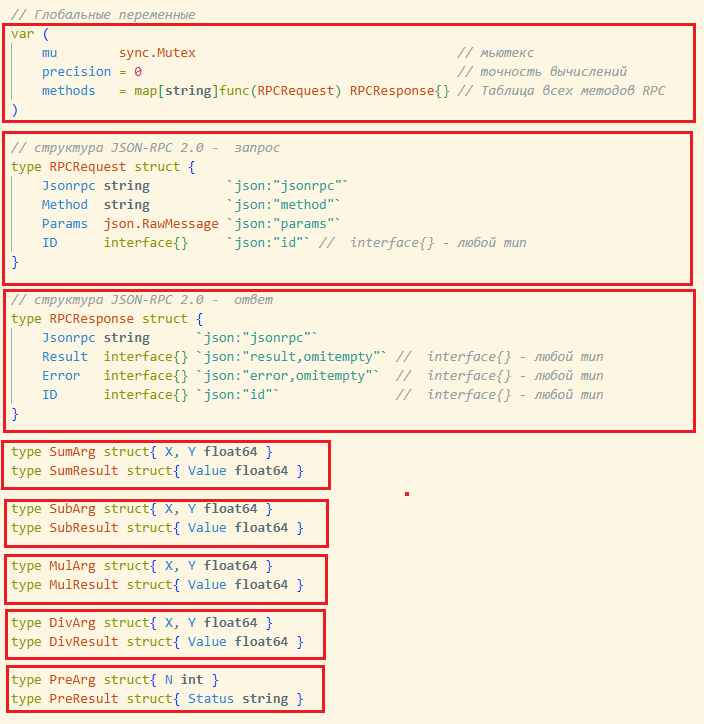 // Глобальные переменные
var (
    mu        sync.Mutex                                  // мьютекс
    precision = 0                                         // точность вычислений
    methods   = map[string]func(RPCRequest) RPCResponse{} // Таблица всех методов RPC
)
// структура JSON-RPC 2.0 -  запрос
type RPCRequest struct {
    Jsonrpc string          `json:"jsonrpc"`
    Method  string          `json:"method"`
    Params  json.RawMessage `json:"params"`
    ID      interface{}     `json:"id"` //  interface{} - любой тип
}
// структура JSON-RPC 2.0 -  ответ
type RPCResponse struct {
    Jsonrpc string      `json:"jsonrpc"`
    Result  interface{} `json:"result,omitempty"` //  interface{} - любой тип
    Error   interface{} `json:"error,omitempty"`  //  interface{} - любой тип
    ID      interface{} `json:"id"`               //  interface{} - любой тип
}
type SumArg struct{ X, Y float64 }
type SumResult struct{ Value float64 }
type SubArg struct{ X, Y float64 }
type SubResult struct{ Value float64 }
type MulArg struct{ X, Y float64 }
type MulResult struct{ Value float64 }
type DivArg struct{ X, Y float64 }
type DivResult struct{ Value float64 }
type PreArg struct{ N int }
type PreResult struct{ Status string }